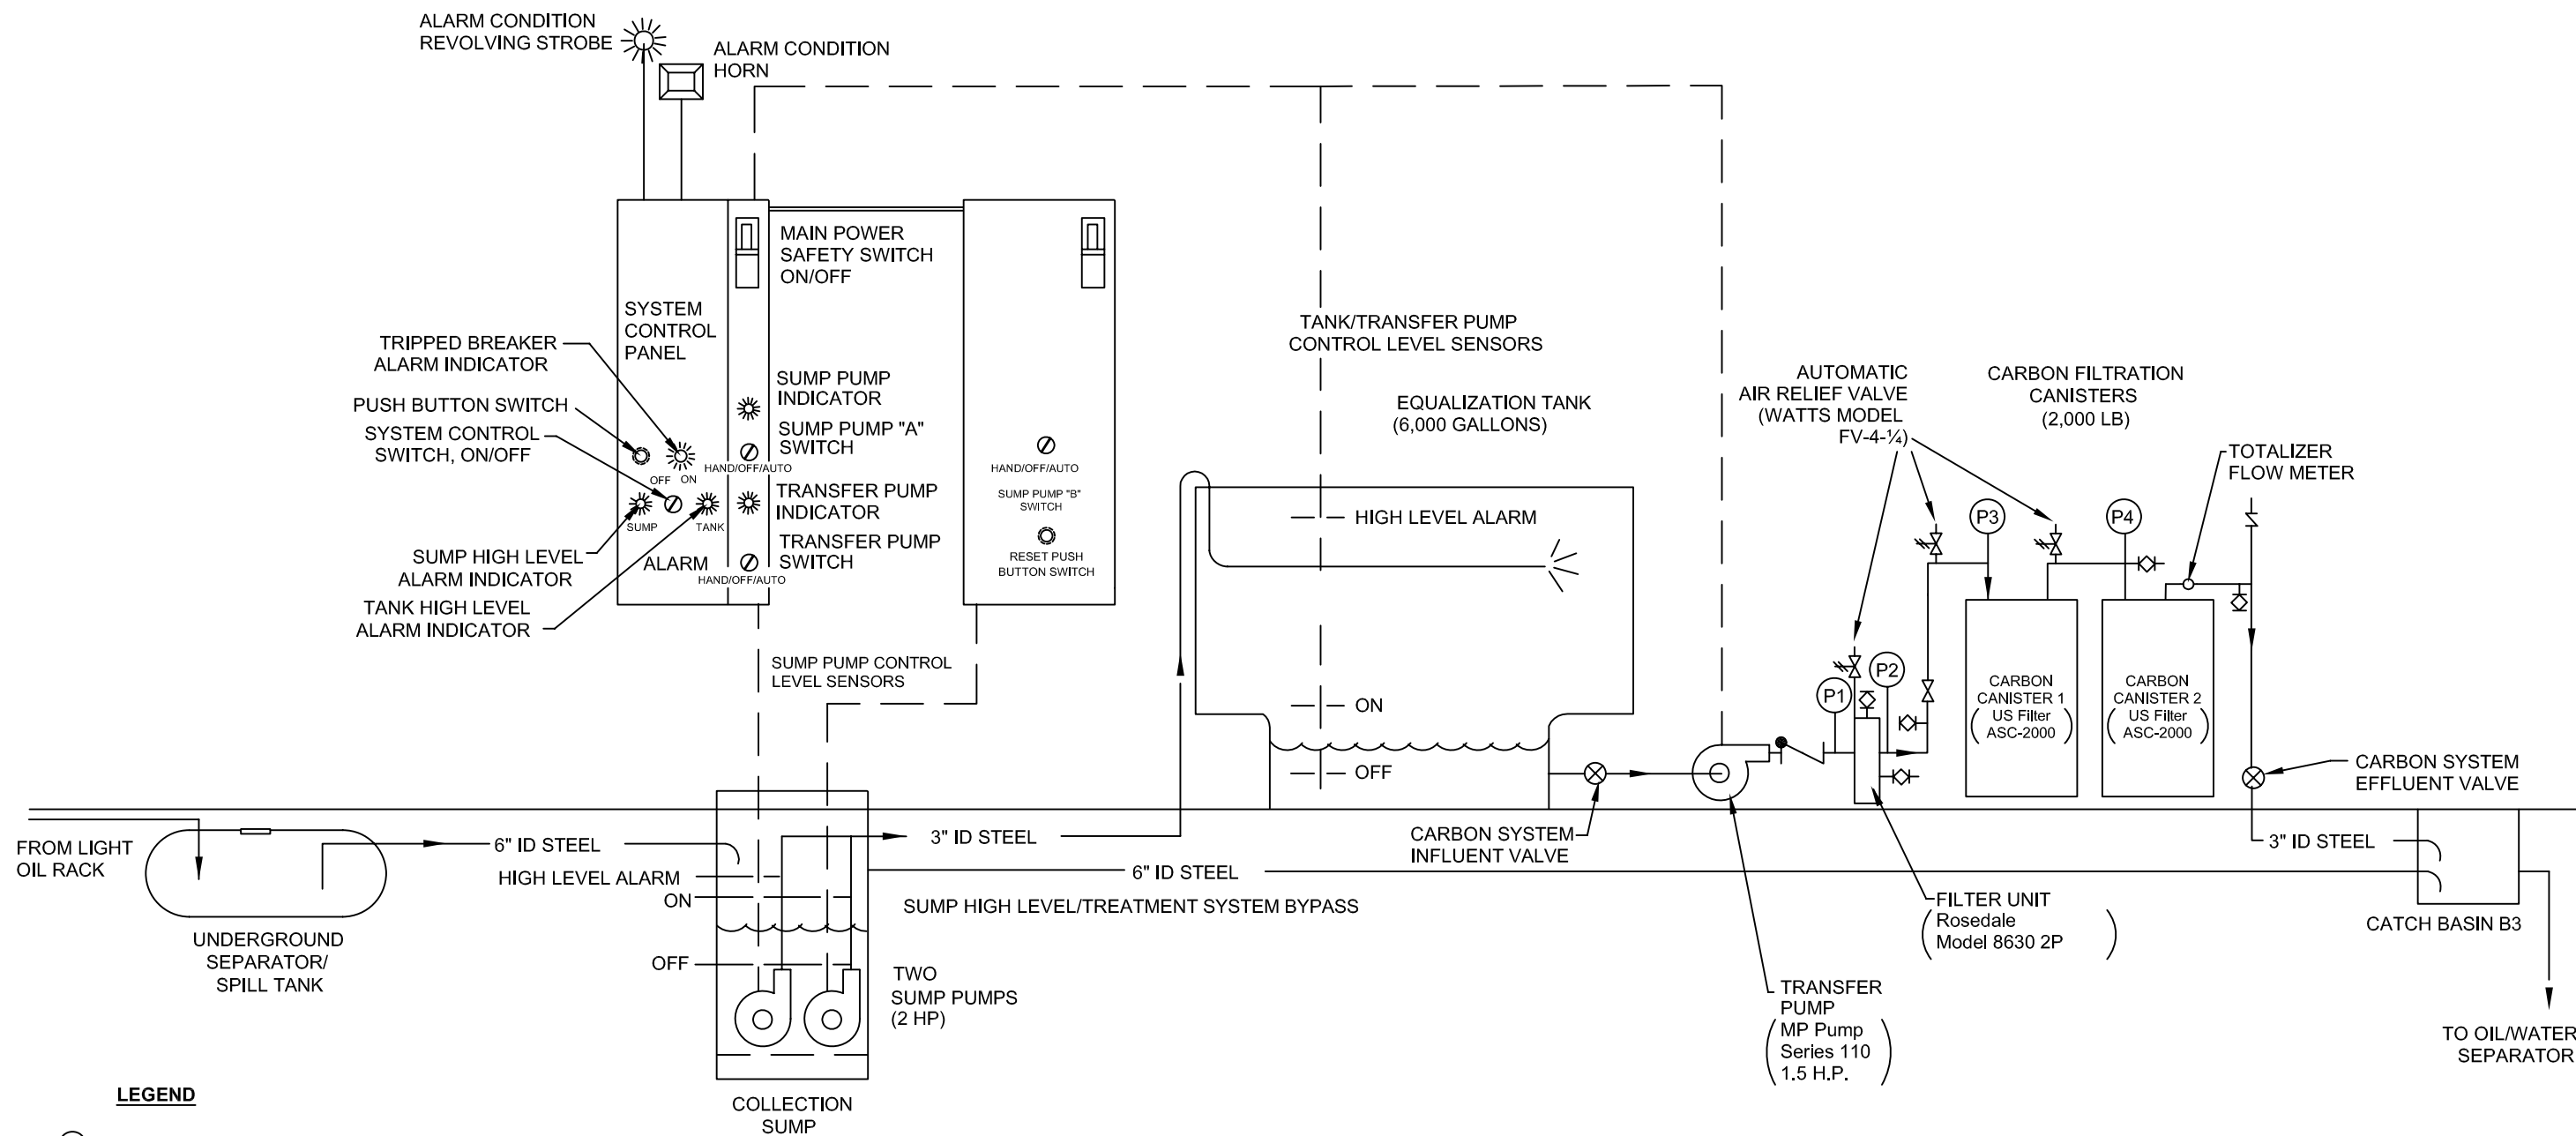 ALARM CONDITION
REVOLVING STROBE
ALARM CONDITION
HORN
MAIN POWER
SAFETY SWITCH
ON/OFF
SYSTEM
CONTROL
PANEL
TRIPPED BREAKER
ALARM INDICATOR
PUSH BUTTON SWITCH
SYSTEM CONTROL
SWITCH, ON/OFF
OFF ON
SUMP
TANK
ALARM
SUMP HIGH LEVEL
ALARM INDICATOR
TANK HIGH LEVEL
ALARM INDICATOR
SUMP PUMP
INDICATOR
SUMP PUMP "A"
SWITCH
HAND/OFF/AUTO
TRANSFER PUMP
INDICATOR
TRANSFER PUMP
SWITCH
HAND/OFF/AUTO
HAND/OFF/AUTO
SUMP PUMP "B"
SWITCH
RESET PUSH
BUTTON SWITCH
SUMP PUMP CONTROL
LEVEL SENSORS
TANK/TRANSFER PUMP
CONTROL LEVEL SENSORS
EQUALIZATION TANK
(6,000 GALLONS)
HIGH LEVEL ALARM
ON
OFF
AUTOMATIC
AIR RELIEF VALVE
(WATTS MODEL
FV-4-¼)
CARBON FILTRATION
CANISTERS
(2,000 LB)
TOTALIZER
FLOW METER
P3
P4
P1
P2
CARBON
CANISTER 1
(US Filter
ASC-2000)
CARBON
CANISTER 2
(US Filter
ASC-2000)
CARBON SYSTEM
EFFLUENT VALVE
FROM LIGHT
OIL RACK
UNDERGROUND
SEPARATOR/
SPILL TANK
6" ID STEEL
HIGH LEVEL ALARM
ON
OFF
3" ID STEEL
6" ID STEEL
SUMP HIGH LEVEL/TREATMENT SYSTEM BYPASS
TWO
SUMP PUMPS
(2 HP)
COLLECTION
SUMP
CARBON SYSTEM
INFLUENT VALVE
TRANSFER
PUMP
(MP Pump
Series 110
1.5 H.P.)
FILTER UNIT
(Rosedale
Model 8630 2P)
3" ID STEEL
CATCH BASIN B3
TO OIL/WATER
SEPARATOR
LEGEND